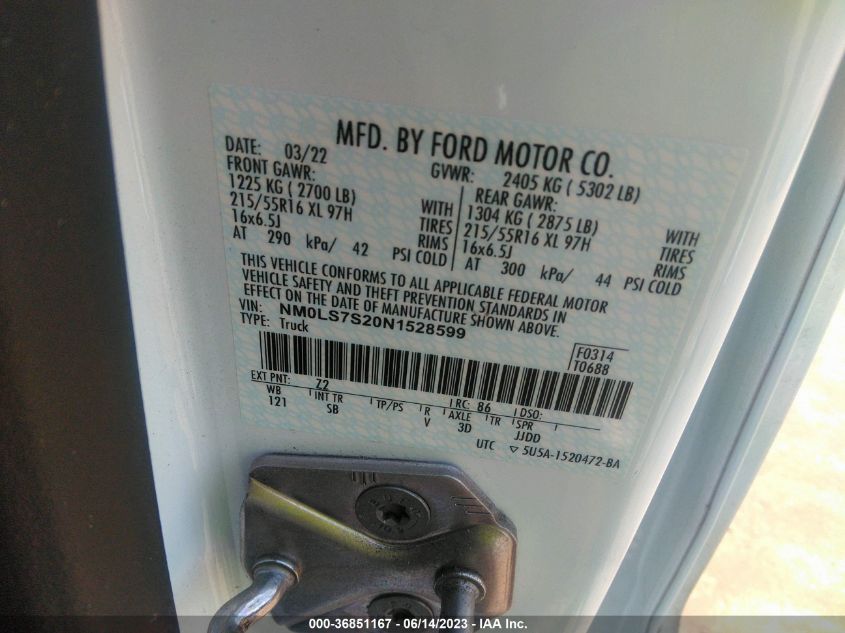 MFD. BY FORD MOTOR CO.
DATE: 03/22 GVWR: 2405 KG ( 5302 LB)
FRONT GAWR: REAR GAWR:
1225 KG ( 2700 LB) WITH 1304 KG ( 2875 LB) WITH
215/55R16 XL 97H TIRES 215/55R16 XL 97H TIRES
16x6.5J RIMS 16x6.5J RIMS
AT 290 kPa/ 42 PSI COLD AT 300 kPa/ 44 PSI COLD
THIS VEHICLE CONFORMS TO ALL APPLICABLE FEDERAL MOTOR
VEHICLE SAFETY AND THEFT PREVENTION STANDARDS IN
EFFECT ON THE DATE OF MANUFACTURE SHOWN ABOVE.
VIN: NM0LS7S20N1528599
TYPE: Truck
F0314
T0688
EXT PNT: Z2 RC: 86 DSO:
WB INT TR TP/PS R AXLE TR SPR
121 SB V 3D JJDD
UTC ▽ 5U5A-1520472-BA
000-36851167 / 06/14/2023 - IAA Inc.